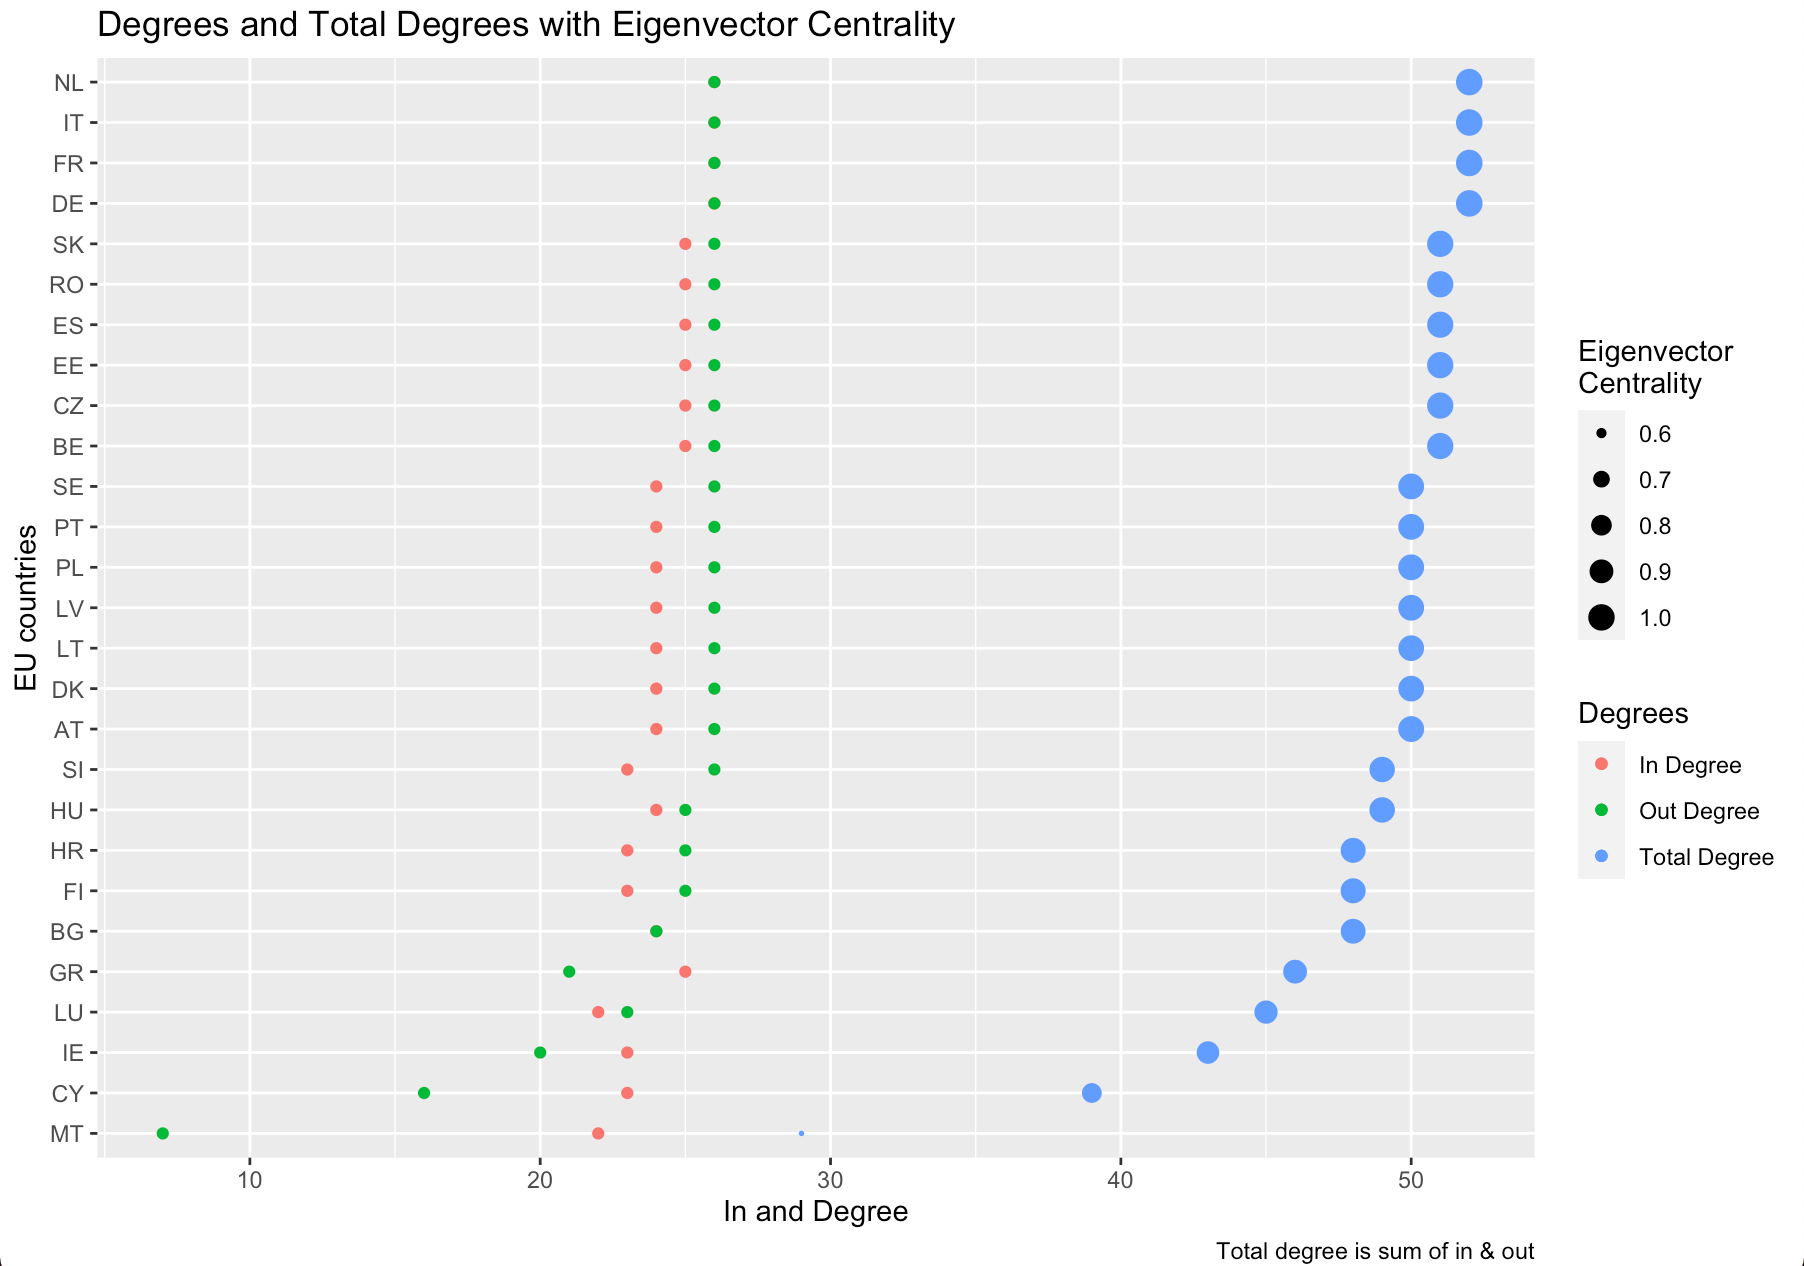 Degrees and Total Degrees with Eigenvector Centrality
EU countries
NL
IT
FR
DE
SK
RO
ES
EE
CZ
BE
SE
PT
PL
LV
LT
DK
AT
SI
HU
HR
FI
BG
GR
LU
IE
CY
MT
10 20 30 40 50
In and Degree
Total degree is sum of in & out
Eigenvector
Centrality
0.6
0.7
0.8
0.9
1.0
Degrees
In Degree
Out Degree
Total Degree